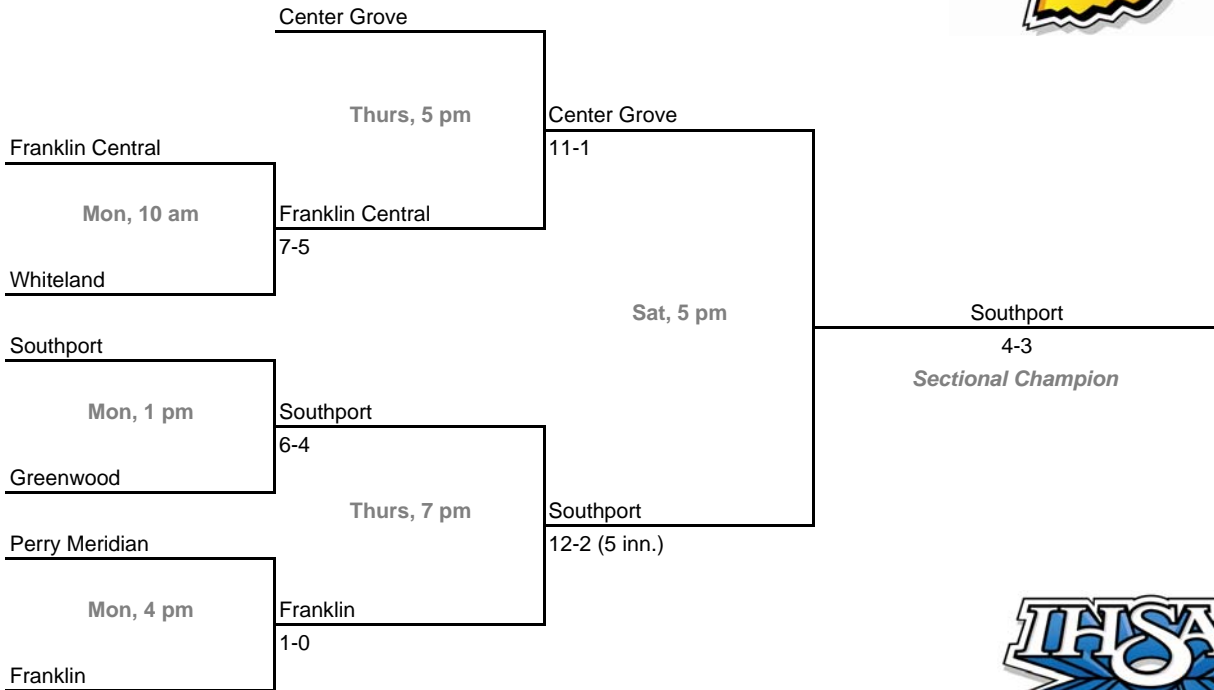 Center Grove
Thurs, 5 pm
Center Grove
Franklin Central
11-1
Mon, 10 am
Franklin Central
7-5
Whiteland
Sat, 5 pm
Southport
Southport
4-3
Sectional Champion
Mon, 1 pm
Southport
6-4
Greenwood
Thurs, 7 pm
Southport
Perry Meridian
12-2 (5 inn.)
Mon, 4 pm
Franklin
1-0
Franklin
IHSA